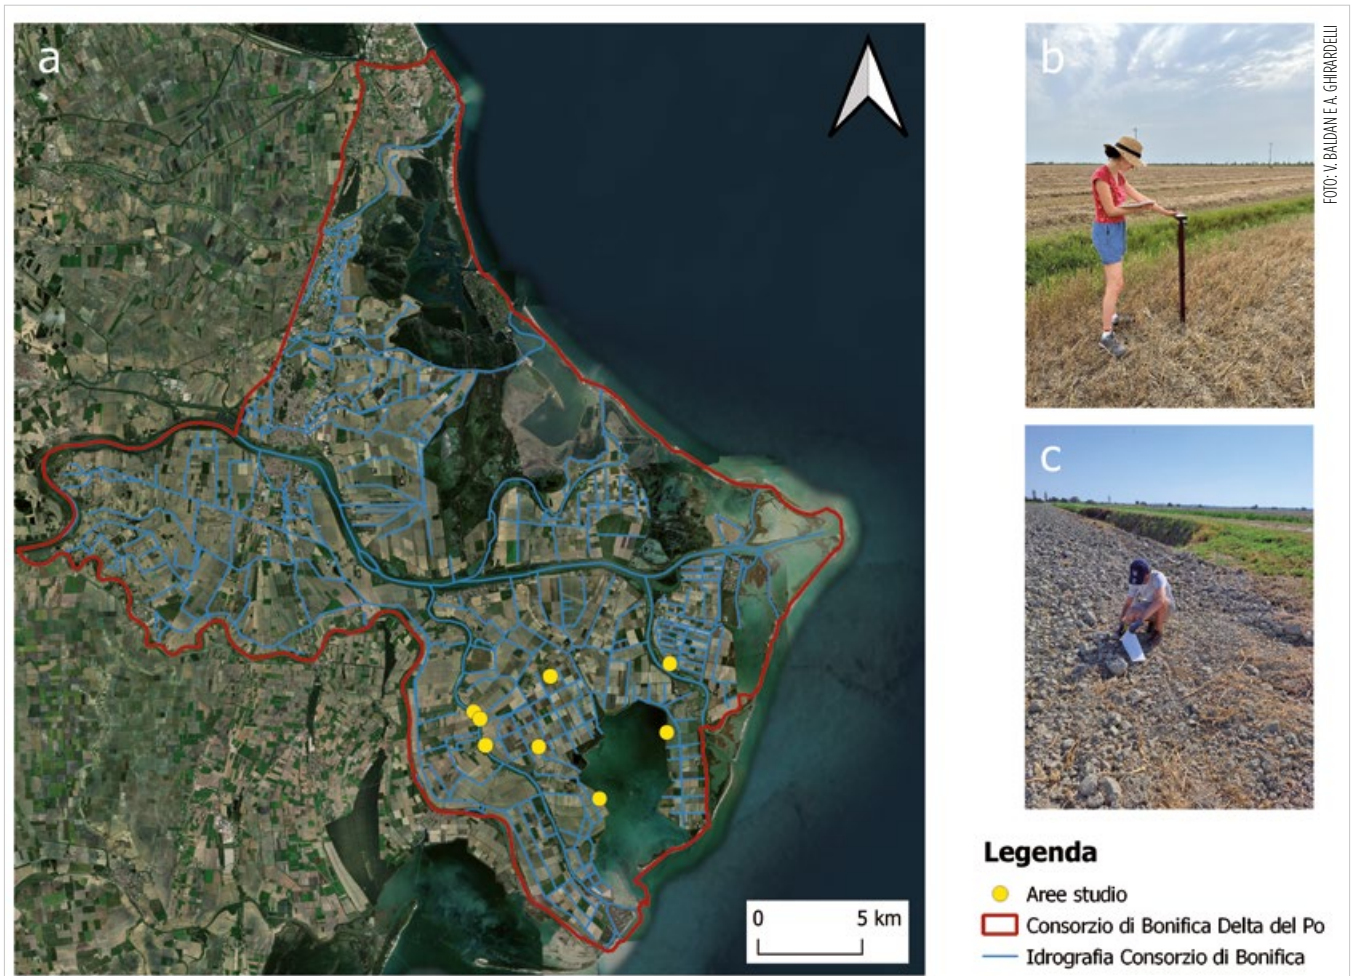 a
b
FOTO: V. BALDAN E A. GHIRARDELLI
c
Legenda
Aree studio
Consorzio di Bonifica Delta del Po
Idrografia Consorzio di Bonifica
0 5 km